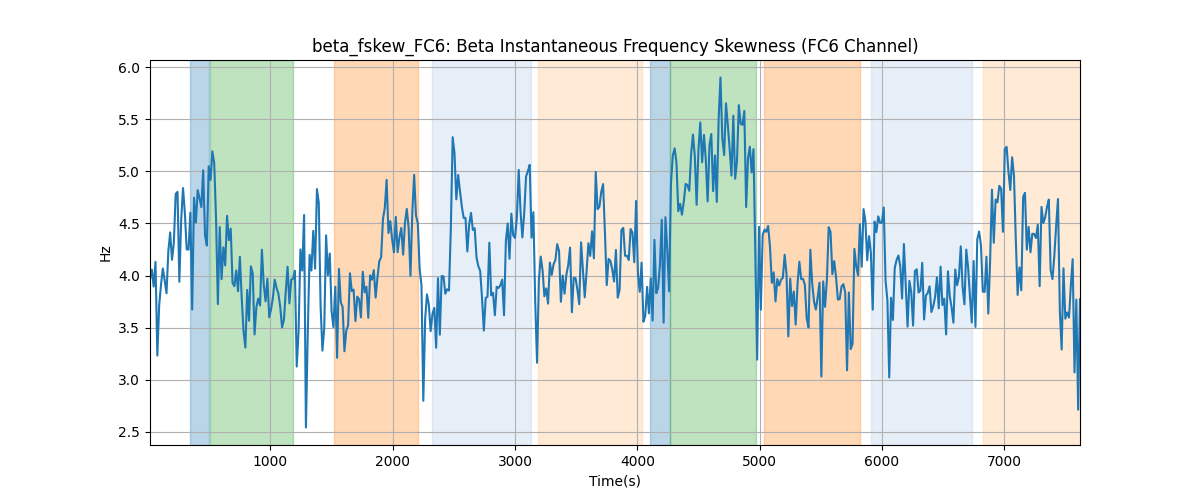 beta_fskew_FC6: Beta Instantaneous Frequency Skewness (FC6 Channel)
6.0
5.5
5.0
4.5
4.0
3.5
3.0
2.5
Hz
1000 2000 3000 4000 5000 6000 7000
Time(s)